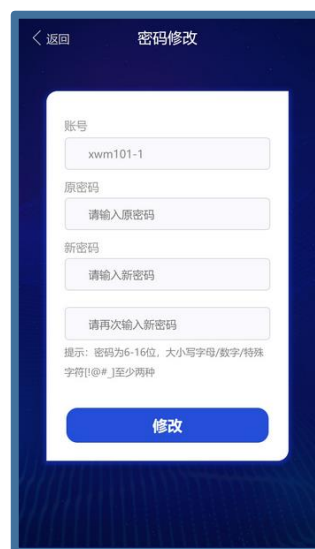 返回
密码修改
账号
xwm101-1
原密码
请输入原密码
新密码
请输入新密码
请再次输入新密码
提示：密码为6-16位，大小写字母/数字/特殊
字符[!@#_]至少两种
修改